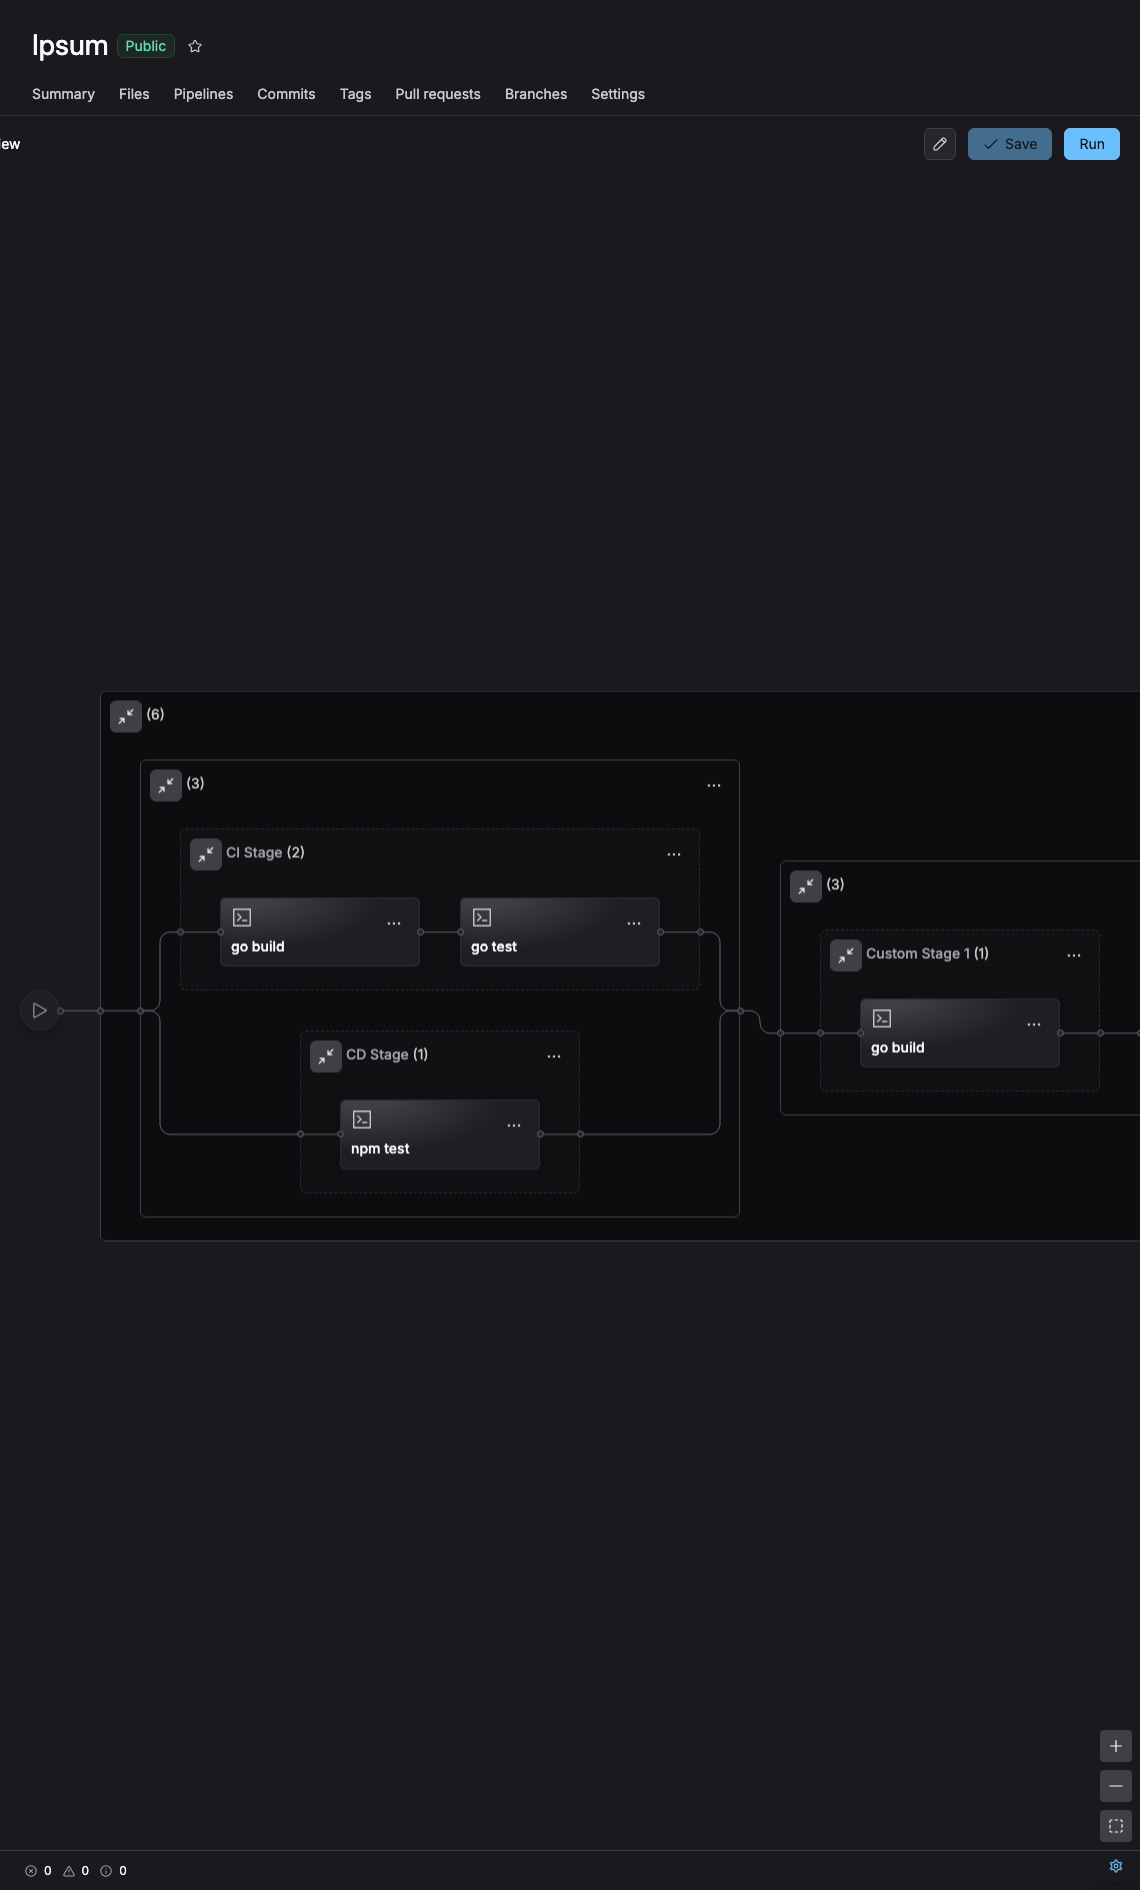 Ipsum Public
Summary Files Pipelines Commits Tags Pull requests Branches Settings
iew Save Run
(6)
(3)
CI Stage (2)
go build go test
(3)
Custom Stage 1 (1)
go build
CD Stage (1)
npm test
0 0 0